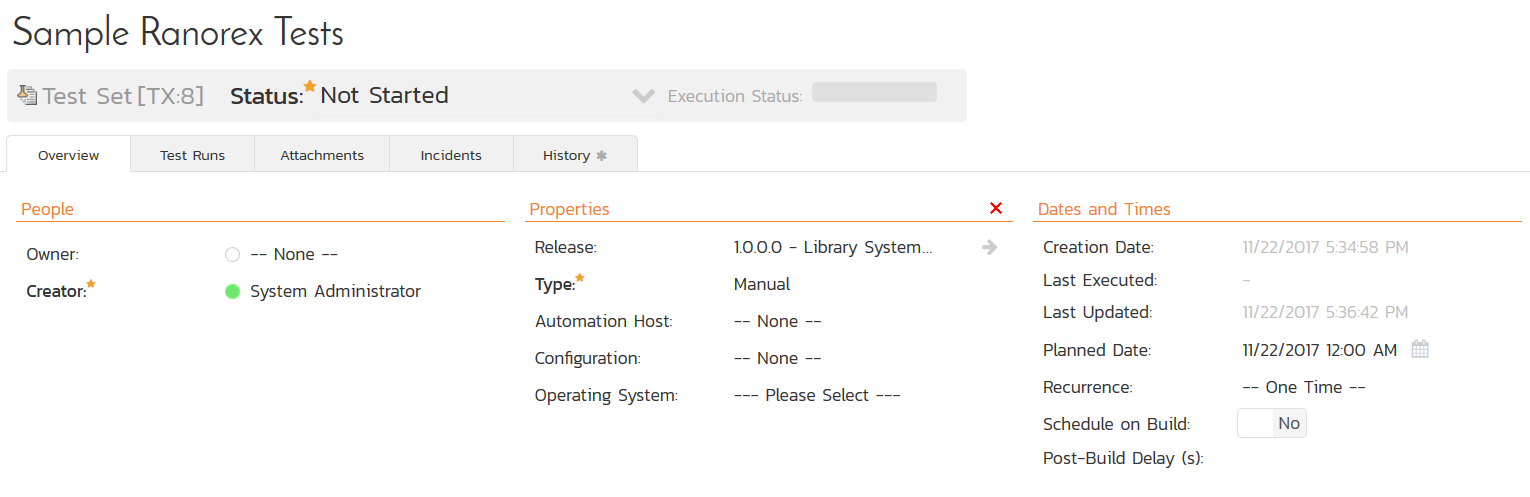 Sample Ranorex Tests
Test Set [TX:8] Status: Not Started Execution Status:
Overview Test Runs Attachments Incidents History
People
Owner: -- None --
Creator: System Administrator
Properties
Release: 1.0.0.0 - Library System...
Type: Manual
Automation Host: -- None --
Configuration: -- None --
Operating System: --- Please Select ---
Dates and Times
Creation Date: 11/22/2017 5:34:58 PM
Last Executed: -
Last Updated: 11/22/2017 5:36:42 PM
Planned Date: 11/22/2017 12:00 AM
Recurrence: -- One Time --
Schedule on Build: No
Post-Build Delay (s):